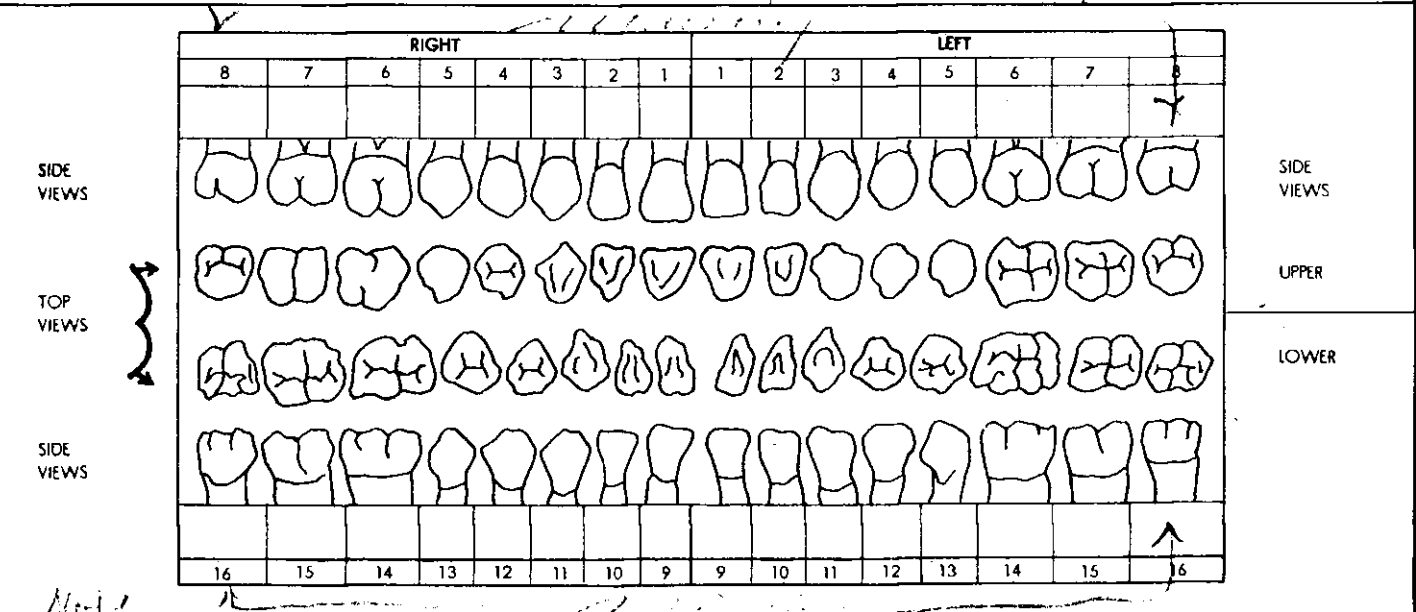 RIGHT LEFT
8 7 6 5 4 3 2 1 1 2 3 4 5 6 7 8
SIDE VIEWS
SIDE VIEWS
TOP VIEWS
UPPER
LOWER
SIDE VIEWS
16 15 14 13 12 11 10 9 9 10 11 12 13 14 15 16